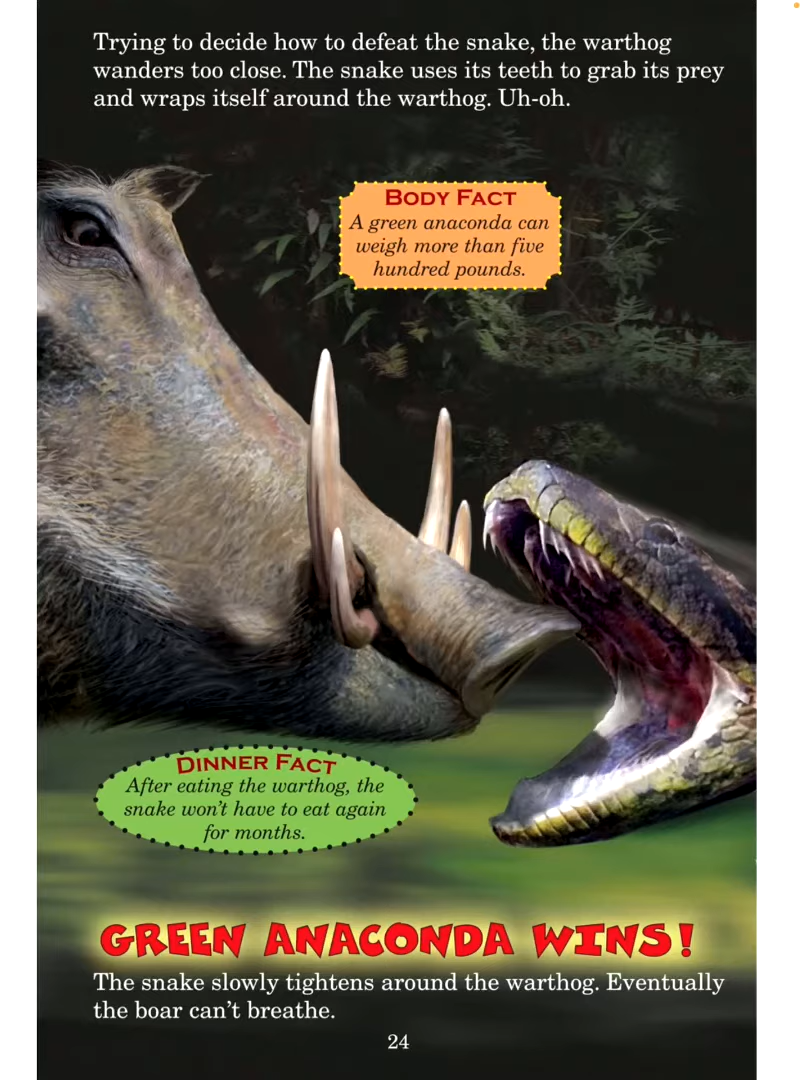 Trying to decide how to defeat the snake, the warthog
wanders too close. The snake uses its teeth to grab its prey
and wraps itself around the warthog. Uh-oh.
BODY FACT
A green anaconda can
weigh more than five
hundred pounds.
DINNER FACT
After eating the warthog, the
snake won't have to eat again
for months.
GREEN ANACONDA WINS!
The snake slowly tightens around the warthog. Eventually
the boar can't breathe.
24